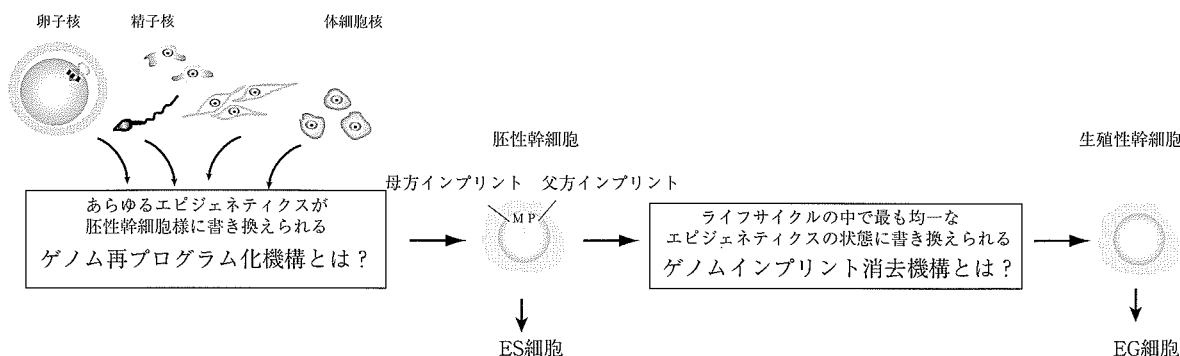 卵子核
精子核
体細胞核
あらゆるエピジェネティクスが
胚性幹細胞様に書き換えられる
ゲノム再プログラム化機構とは？
胚性幹細胞
母方インプリント 父方インプリント
M P
ES細胞
ライフサイクルの中で最も均一な
エピジェネティクスの状態に書き換えられる
ゲノムインプリント消去機構とは？
生殖性幹細胞
EG細胞